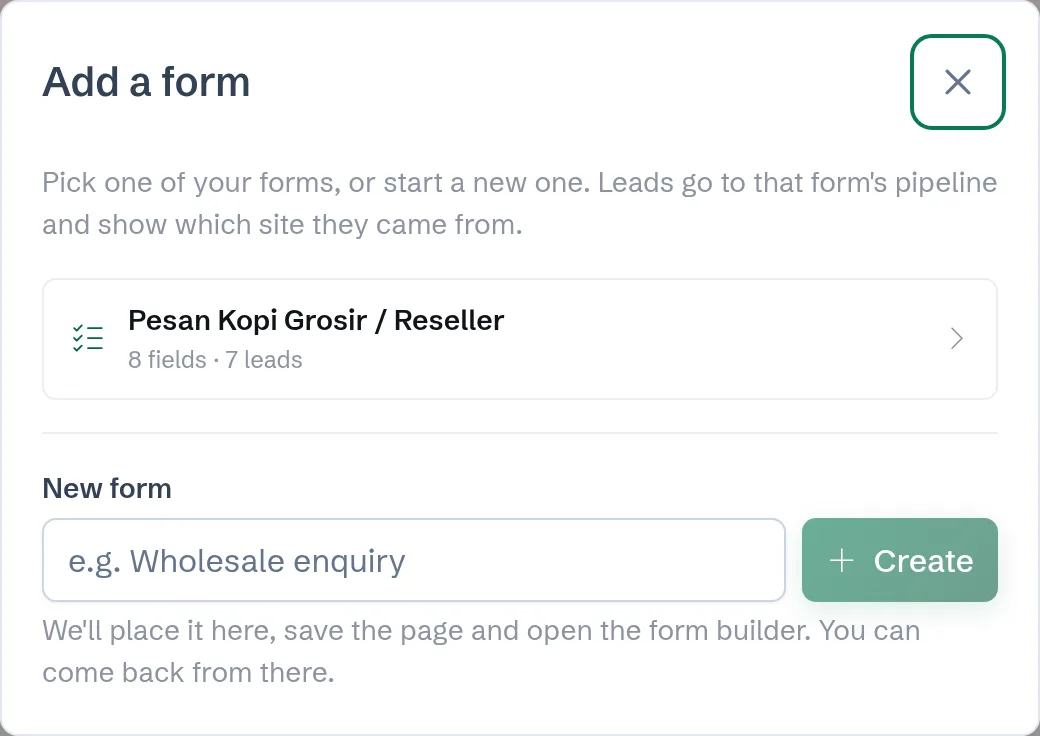 Add a form
Pick one of your forms, or start a new one. Leads go to that form's pipeline
and show which site they came from.
Pesan Kopi Grosir / Reseller
8 fields · 7 leads
New form
e.g. Wholesale enquiry
Create
We'll place it here, save the page and open the form builder. You can
come back from there.